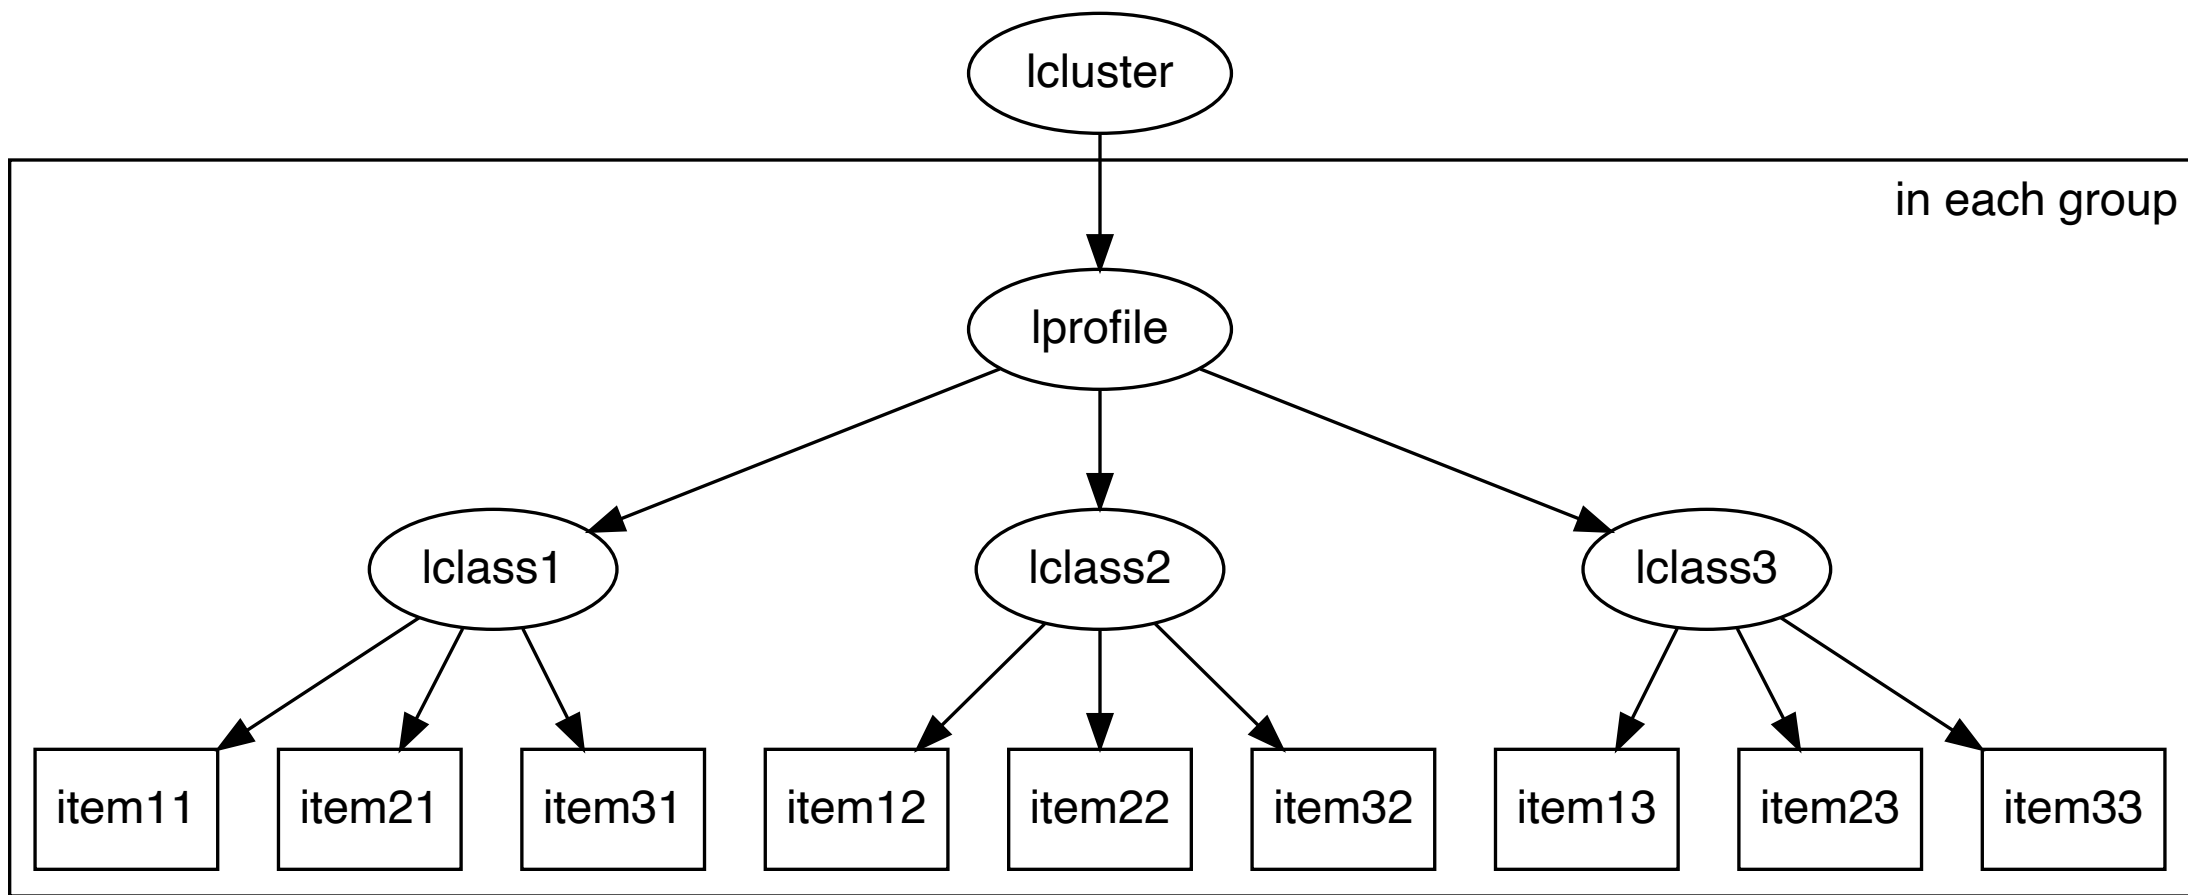 lcluster
in each group
lprofile
lclass1
lclass2
lclass3
item11
item21
item31
item12
item22
item32
item13
item23
item33